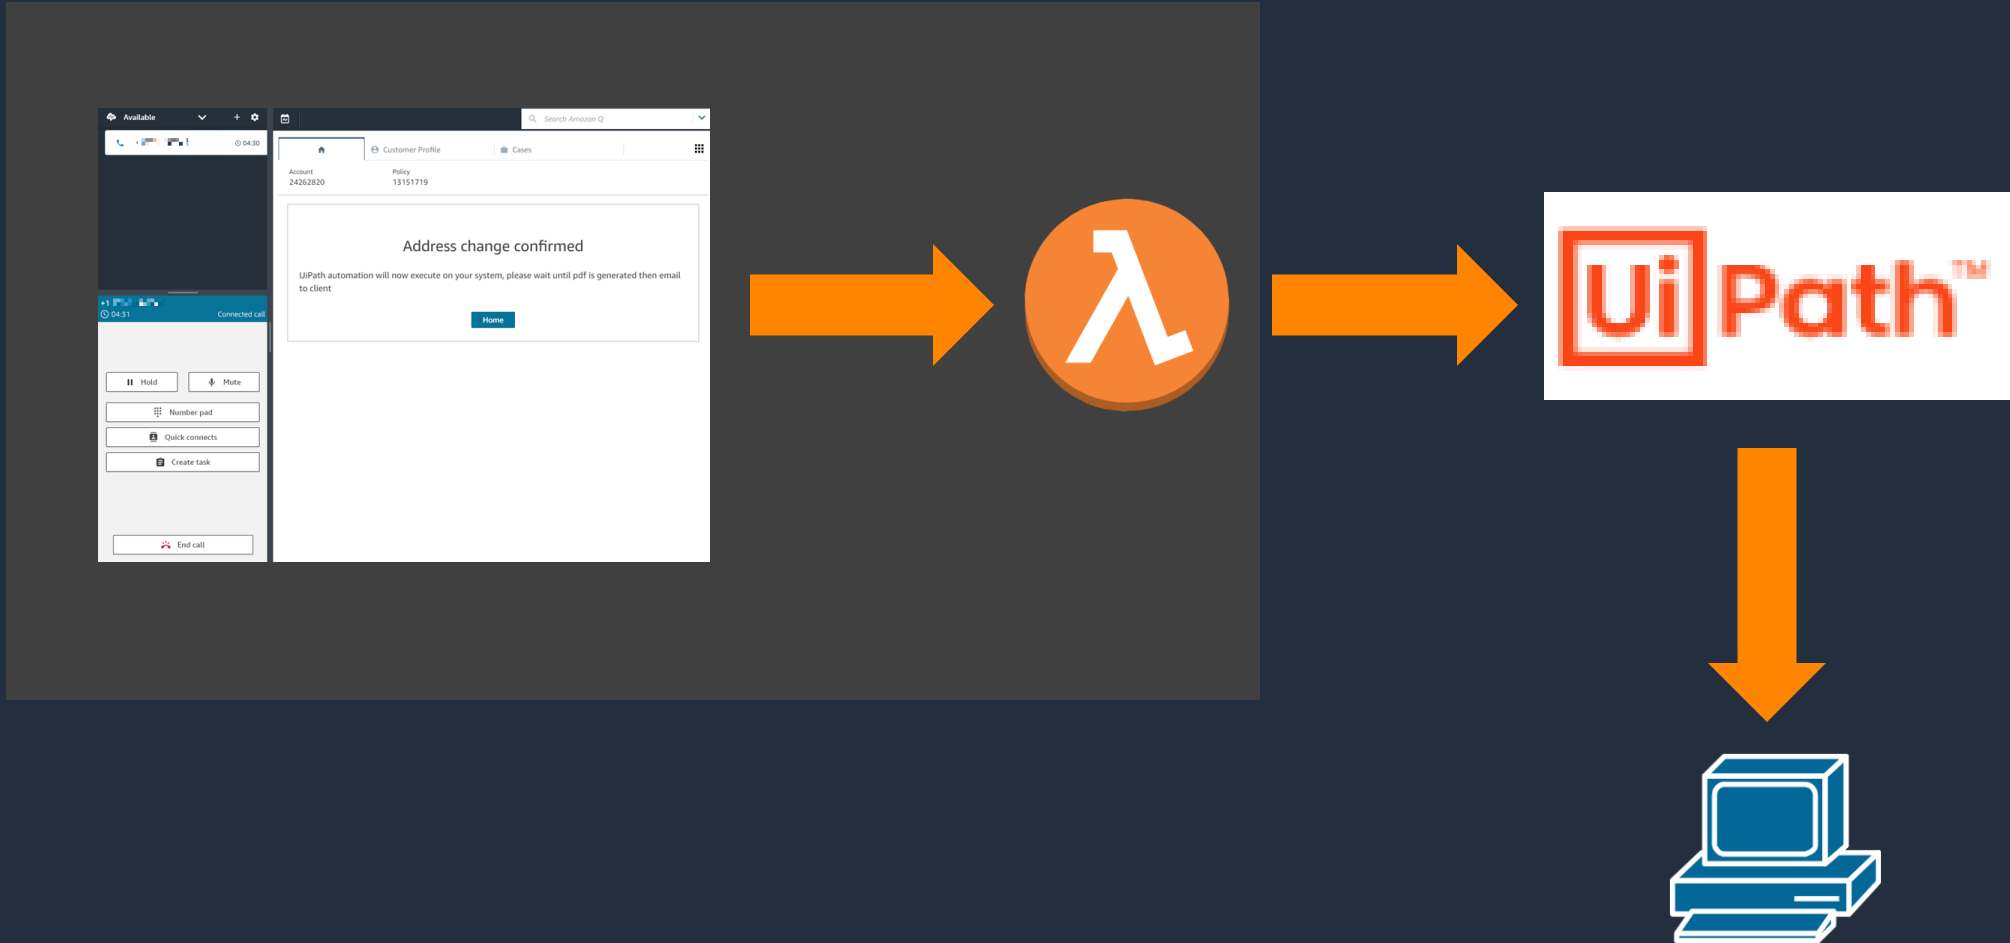 Available
Search Amazon Q
04:30
Customer Profile
Cases
Account
Policy
24262820
13151719
Address change confirmed
UiPath automation will now execute on your system, please wait until pdf is generated then email
to client
Home
+1
04:31
Connected call
Hold
Mute
Number pad
Quick connects
Create task
End call
λ
UiPath™